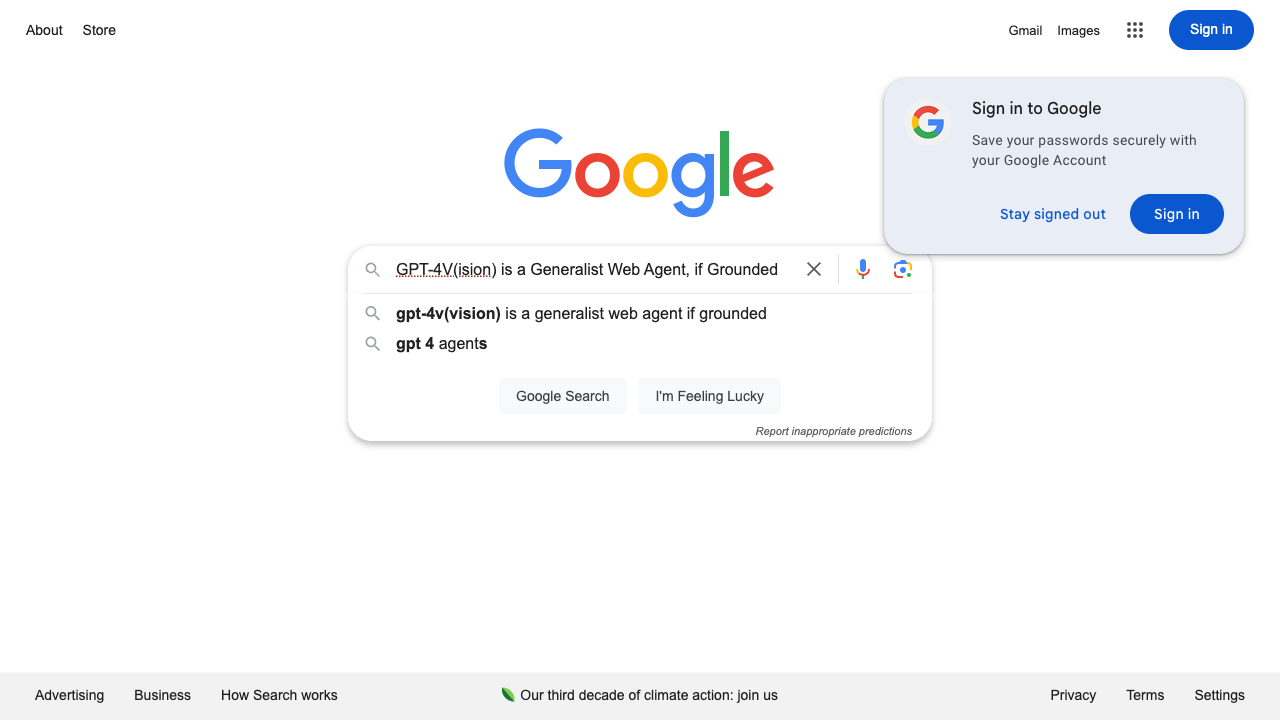 About Store
Gmail Images Sign in
Sign in to Google
Save your passwords securely with
your Google Account
Stay signed out Sign in
Google
GPT-4V(ision) is a Generalist Web Agent, if Grounded
gpt-4v(vision) is a generalist web agent if grounded
gpt 4 agents
Google Search I'm Feeling Lucky
Report inappropriate predictions
Advertising Business How Search works Our third decade of climate action: join us Privacy Terms Settings